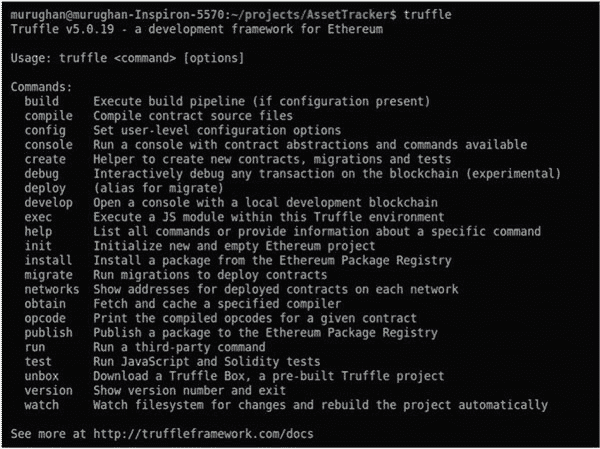 murughan@murughan-Inspiron-5570:~/projects/AssetTracker$ truffle
Truffle v5.0.19 - a development framework for Ethereum
Usage: truffle <command> [options]
Commands:
build Execute build pipeline (if configuration present)
compile Compile contract source files
config Set user-level configuration options
console Run a console with contract abstractions and commands available
create Helper to create new contracts, migrations and tests
debug Interactively debug any transaction on the blockchain (experimental)
deploy (alias for migrate)
develop Open a console with a local development blockchain
exec Execute a JS module within this Truffle environment
help List all commands or provide information about a specific command
init Initialize new and empty Ethereum project
install Install a package from the Ethereum Package Registry
migrate Run migrations to deploy contracts
networks Show addresses for deployed contracts on each network
obtain Fetch and cache a specified compiler
opcode Print the compiled opcodes for a given contract
publish Publish a package to the Ethereum Package Registry
run Run a third-party command
test Run JavaScript and Solidity tests
unbox Download a Truffle Box, a pre-built Truffle project
version Show version number and exit
watch Watch filesystem for changes and rebuild the project automatically
See more at http://truffleframework.com/docs